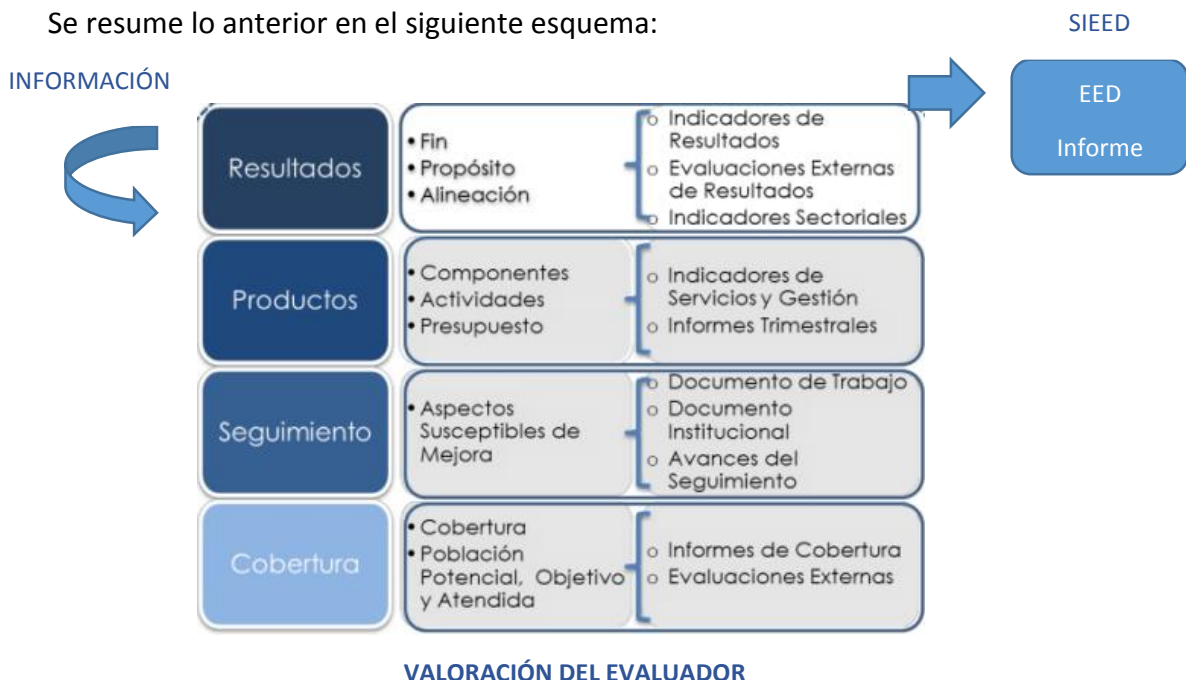 Se resume lo anterior en el siguiente esquema:
SIEED
INFORMACIÓN
EED
Informe
Resultados
• Fin
• Propósito
• Alineación
o Indicadores de
Resultados
o Evaluaciones Externas
de Resultados
o Indicadores Sectoriales
Productos
• Componentes
• Actividades
• Presupuesto
o Indicadores de
Servicios y Gestión
o Informes Trimestrales
Seguimiento
• Aspectos
Susceptibles de
Mejora
o Documento de Trabajo
o Documento
Institucional
o Avances del
Seguimiento
Cobertura
• Cobertura
• Población
Potencial, Objetivo
y Atendida
o Informes de Cobertura
o Evaluaciones Externas
VALORACIÓN DEL EVALUADOR